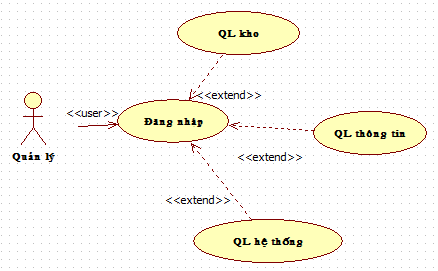 QL kho
<<extend>>
<<user>>
Đăng nhập
QL thông tin
Quản lý
<<extend>>
<<extend>>
QL hệ thống